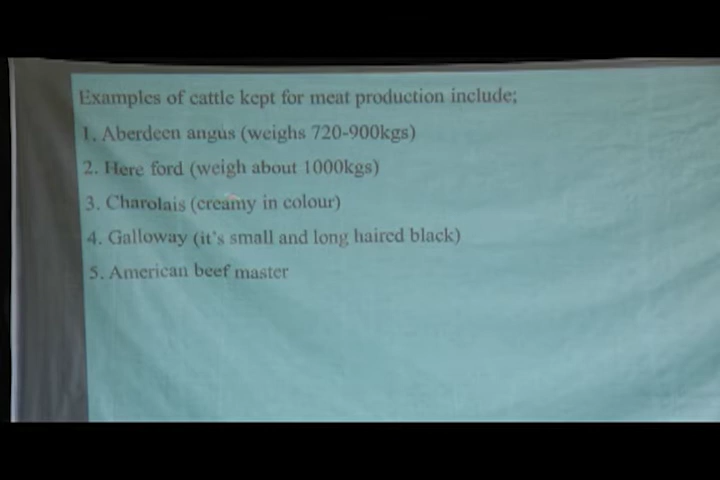 Examples of cattle kept for meat production include;
1. Aberdeen angus (weighs 720-900kgs)
2. Here ford (weigh about 1000kgs)
3. Charolais (creamy in colour)
4. Galloway (it's small and long haired black)
5. American beef master